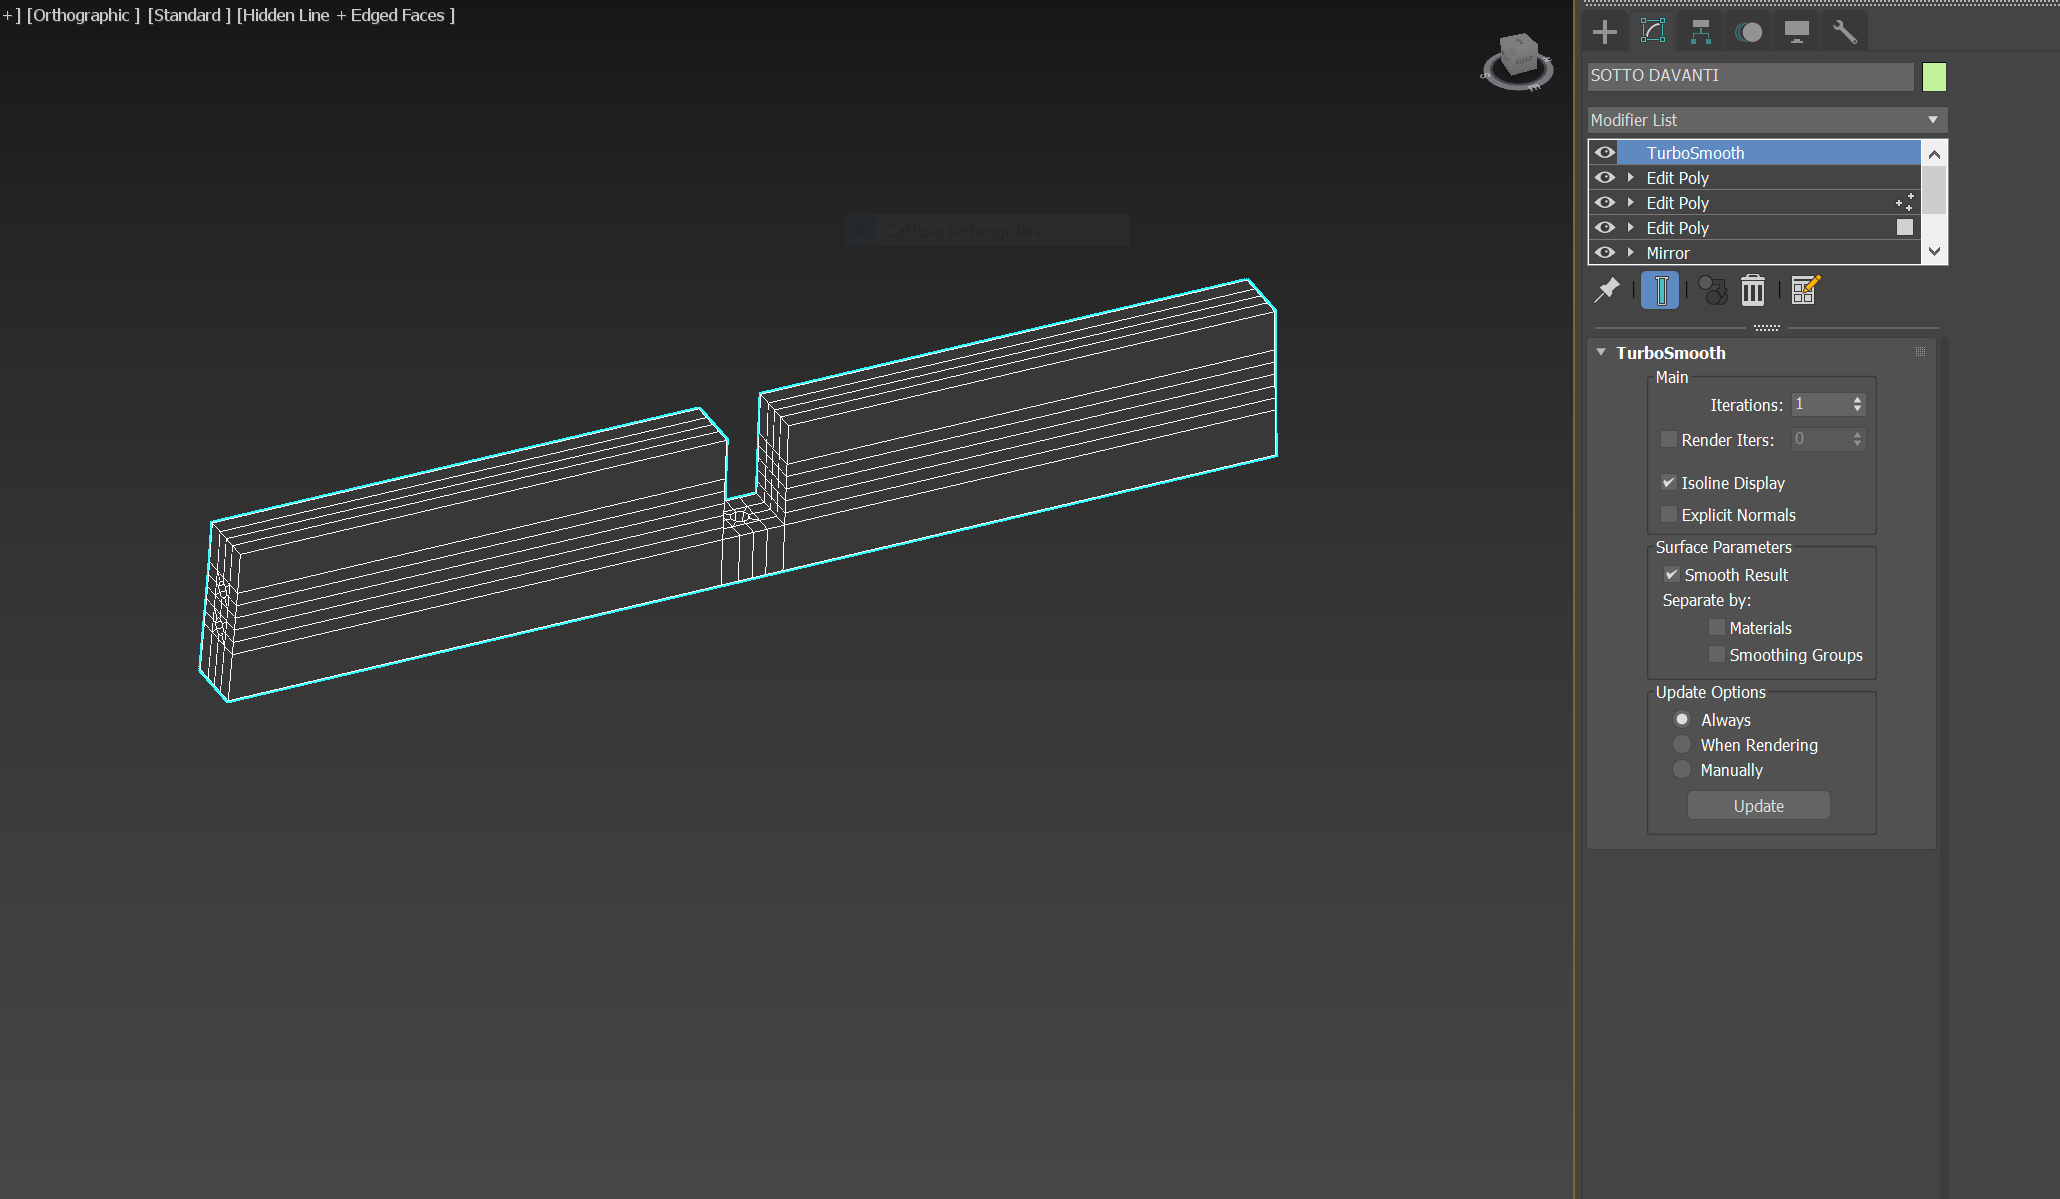 + ] [Orthographic ] [Standard ] [Hidden Line + Edged Faces ]
RIGHT
S
E
Cattura rettangolare
SOTTO DAVANTI
Modifier List
TurboSmooth
Edit Poly
Edit Poly
Edit Poly
Mirror
TurboSmooth
Main
Iterations: 1
Render Iters: 0
Isoline Display
Explicit Normals
Surface Parameters
Smooth Result
Separate by:
Materials
Smoothing Groups
Update Options
Always
When Rendering
Manually
Update